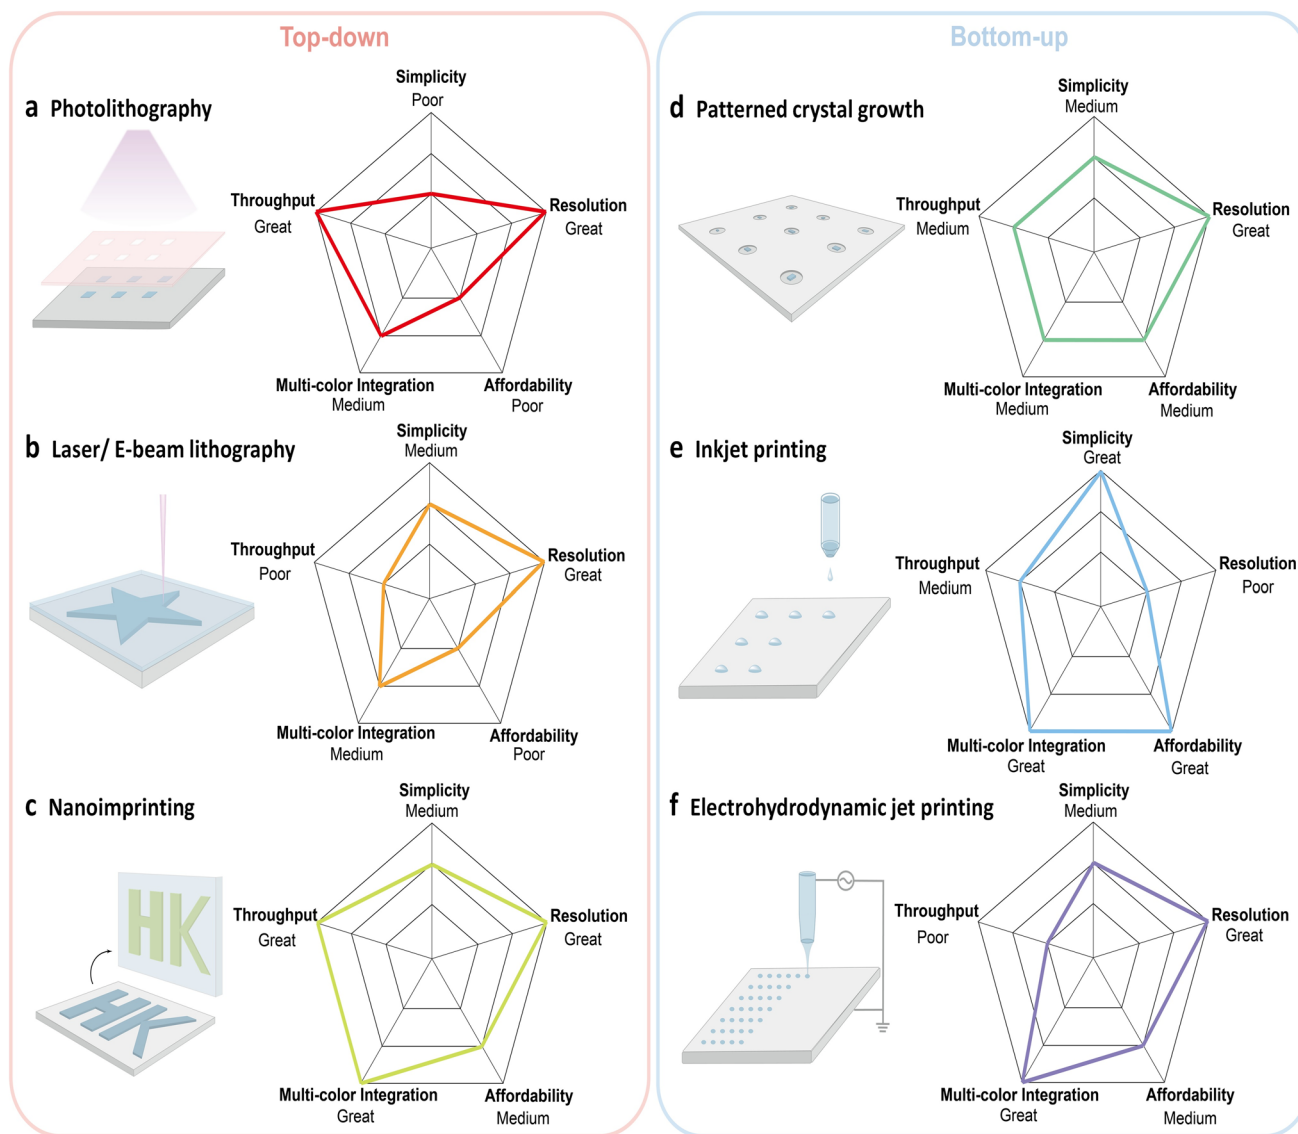 Top-down
a Photolithography
Simplicity
Poor
Throughput
Great
Resolution
Great
Multi-color Integration
Medium
Affordability
Poor
b Laser/ E-beam lithography
Simplicity
Medium
Throughput
Poor
Resolution
Great
Multi-color Integration
Medium
Affordability
Poor
c Nanoimprinting
Simplicity
Medium
HK
HK
Throughput
Great
Resolution
Great
Multi-color Integration
Great
Affordability
Medium
Bottom-up
d Patterned crystal growth
Simplicity
Medium
Throughput
Medium
Resolution
Great
Multi-color Integration
Medium
Affordability
Medium
e Inkjet printing
Simplicity
Great
Throughput
Medium
Resolution
Poor
Multi-color Integration
Great
Affordability
Great
f Electrohydrodynamic jet printing
Simplicity
Medium
Throughput
Poor
Resolution
Great
Multi-color Integration
Great
Affordability
Medium